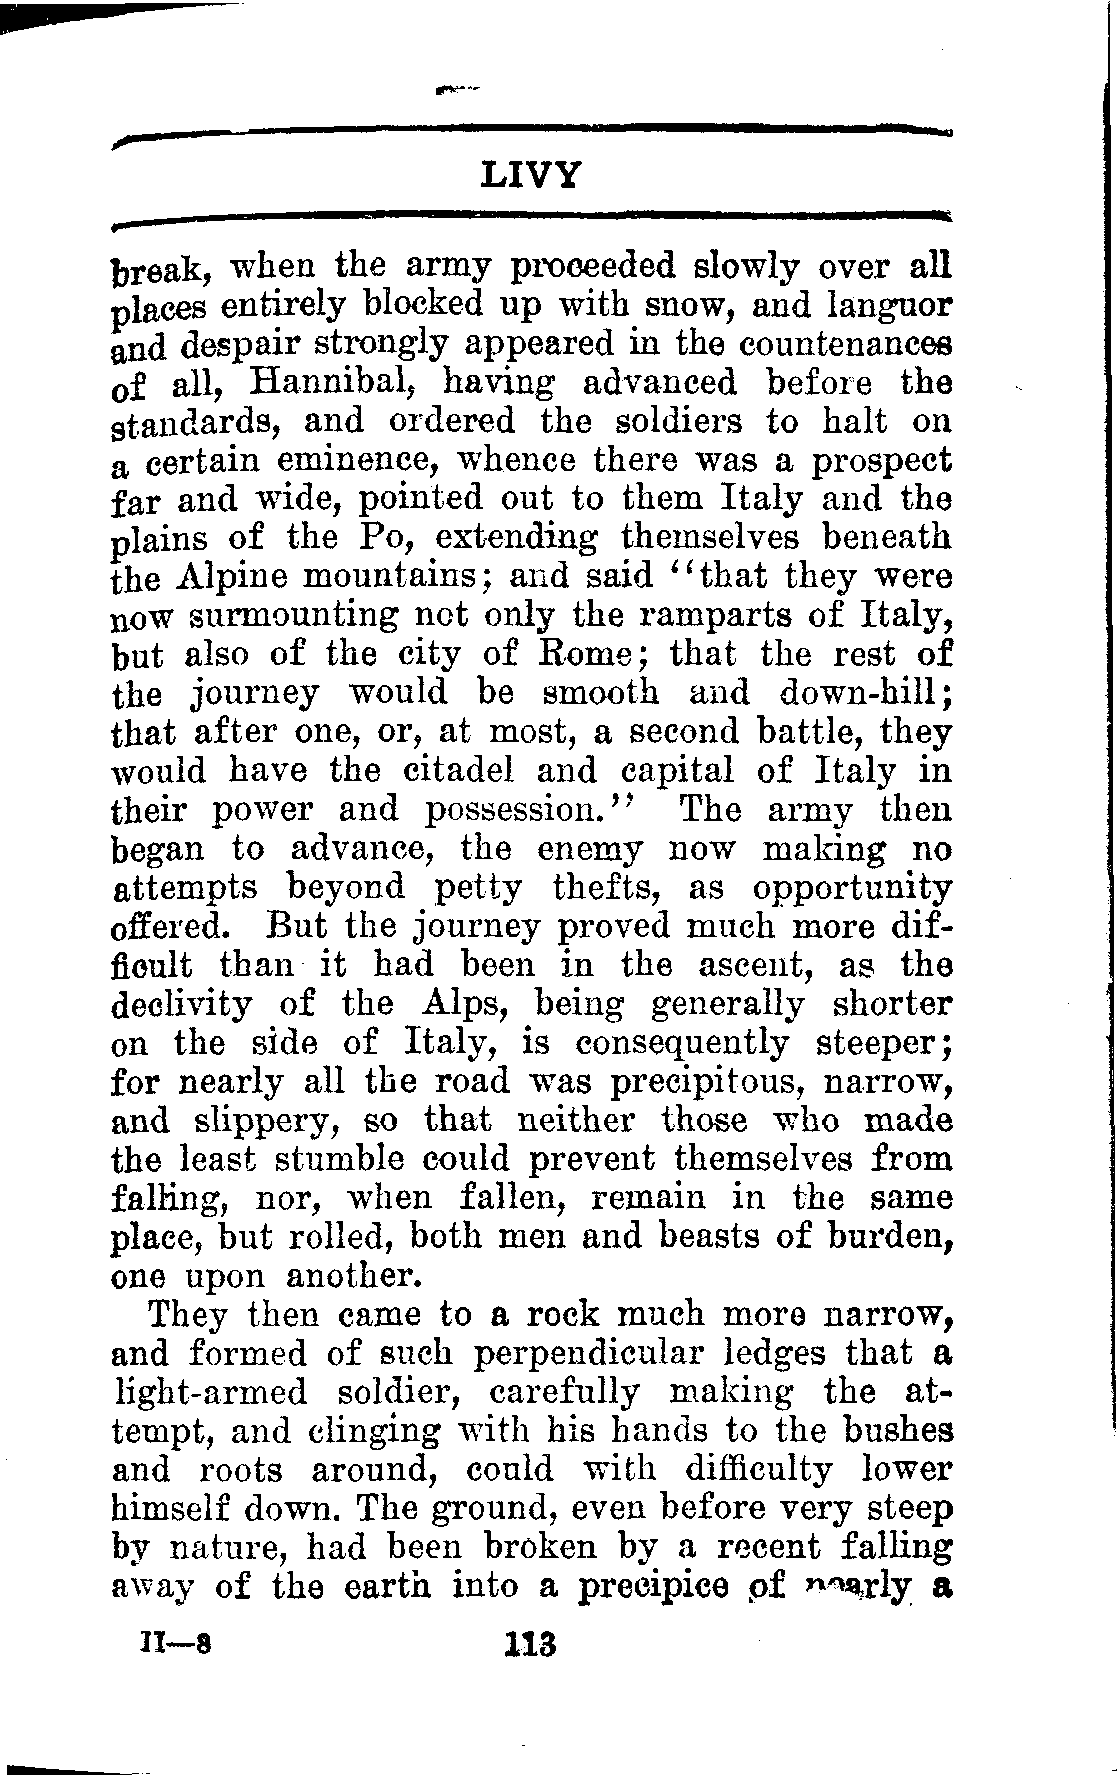 LIVY
break, when the army proceeded slowly over all
places entirely blocked up with snow, and languor
and despair strongly appeared in the countenances
of all, Hannibal, having advanced before the
standards, and ordered the soldiers to halt on
a certain eminence, whence there was a prospect
far and wide, pointed out to them Italy and the
plains of the Po, extending themselves beneath
the Alpine mountains; and said “that they were
now surmounting not only the ramparts of Italy,
but also of the city of Rome; that the rest of
the journey would be smooth and down-hill;
that after one, or, at most, a second battle, they
would have the citadel and capital of Italy in
their power and possession.” The army then
began to advance, the enemy now making no
attempts beyond petty thefts, as opportunity
offered. But the journey proved much more dif-
ficult than it had been in the ascent, as the
declivity of the Alps, being generally shorter
on the side of Italy, is consequently steeper;
for nearly all the road was precipitous, narrow,
and slippery, so that neither those who made
the least stumble could prevent themselves from
falling, nor, when fallen, remain in the same
place, but rolled, both men and beasts of burden,
one upon another.
They then came to a rock much more narrow,
and formed of such perpendicular ledges that a
light-armed soldier, carefully making the at-
tempt, and clinging with his hands to the bushes
and roots around, could with difficulty lower
himself down. The ground, even before very steep
by nature, had been broken by a recent falling
away of the earth into a precipice of nearly a
II—8 113